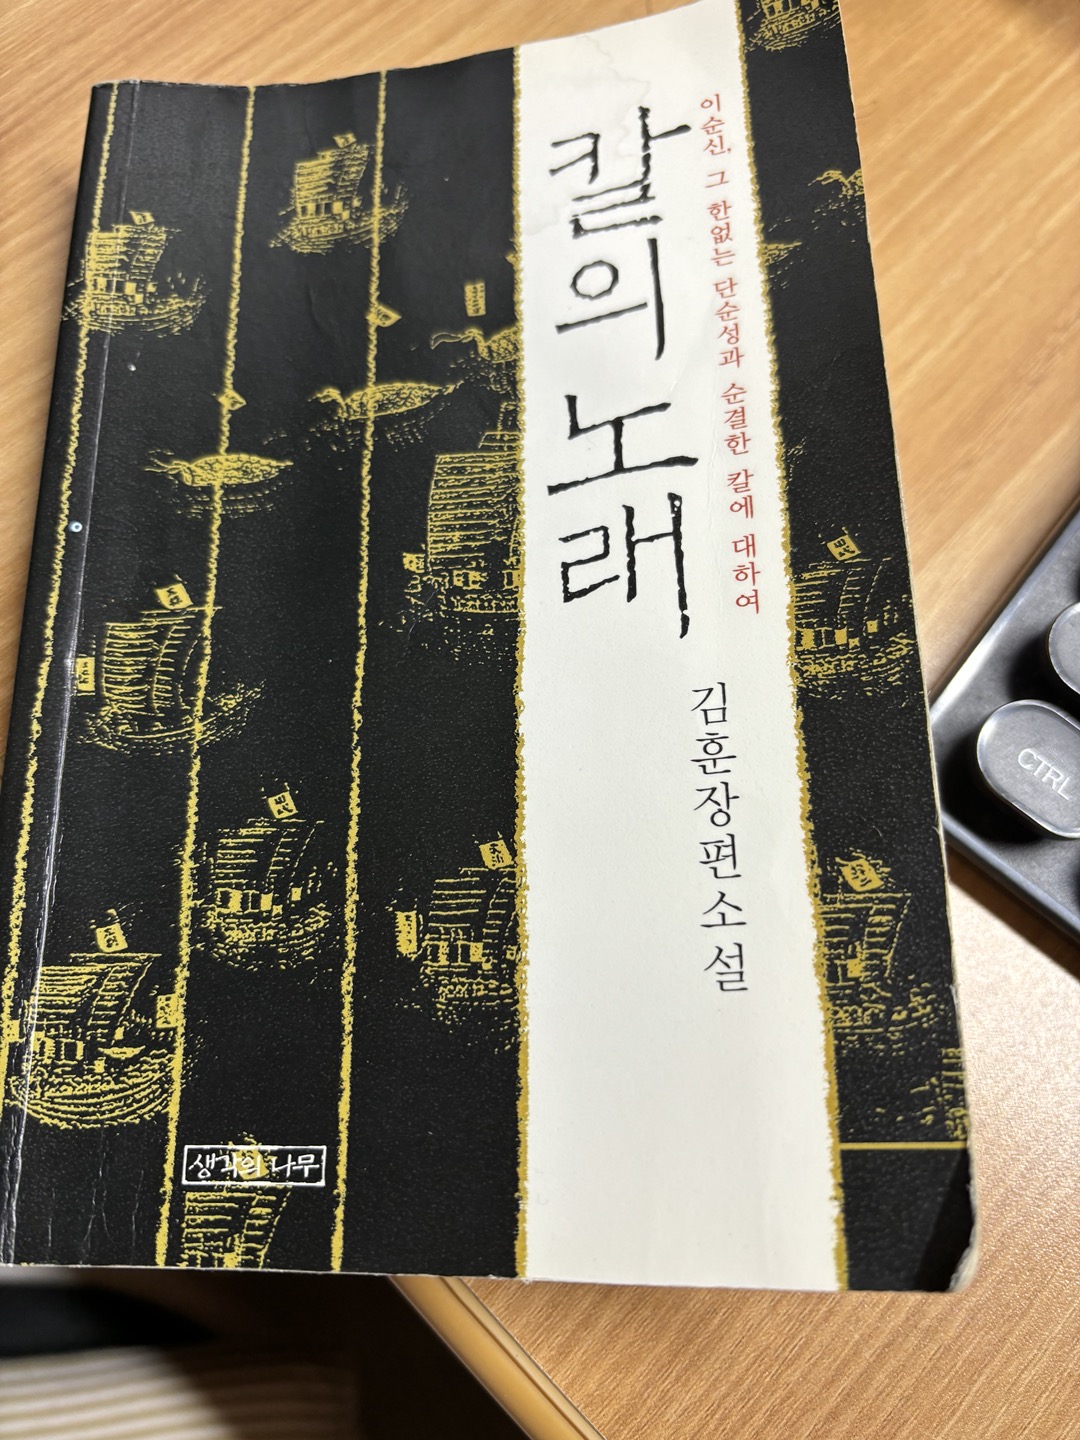 칼의 노래
이순신, 그 한없는 단순성과 순결한 칼에 대하여
김훈장편소설
생각의 나무
CTRL